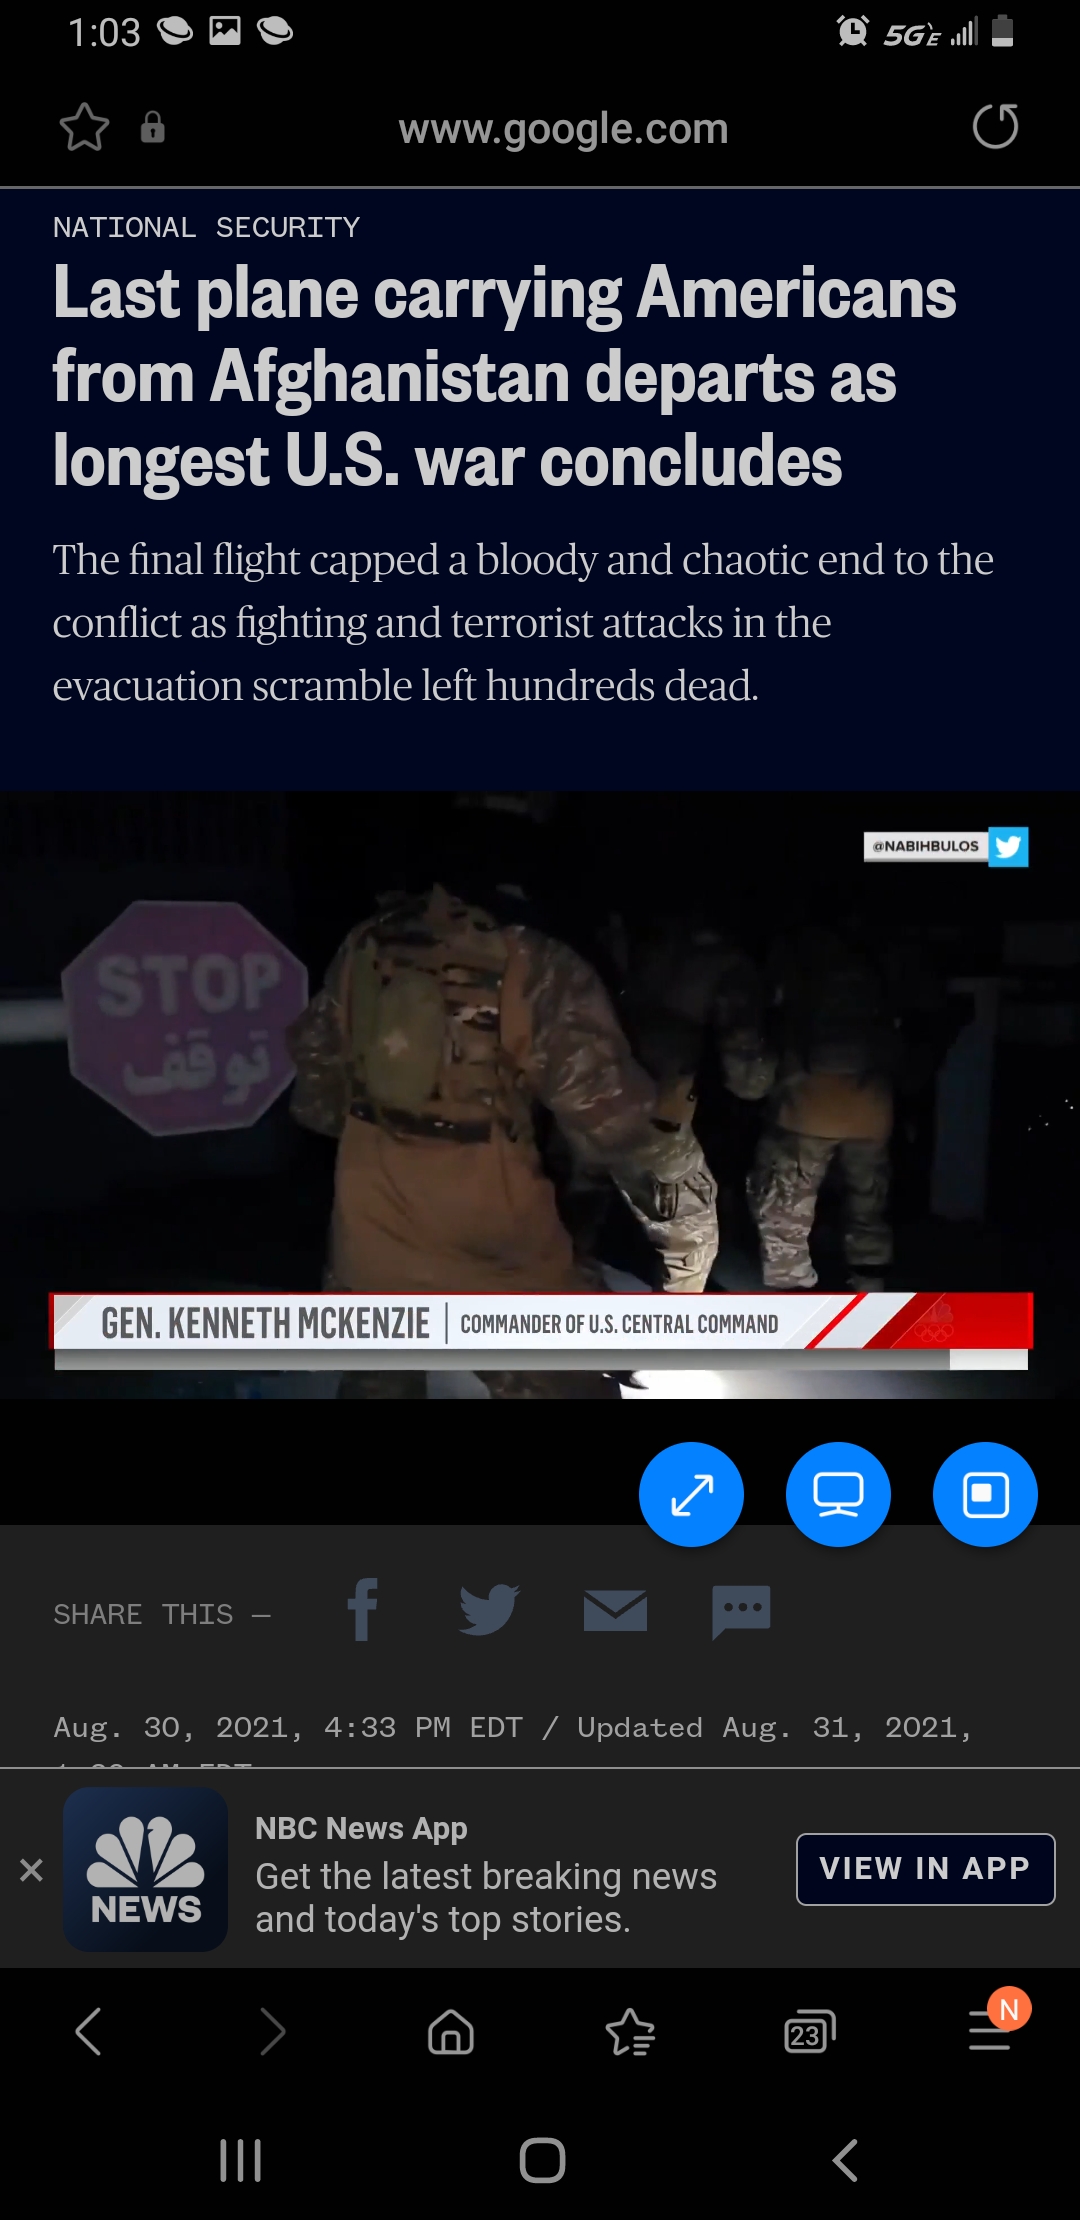 1:03
5GE
www.google.com
NATIONAL SECURITY
Last plane carrying Americans
from Afghanistan departs as
longest U.S. war concludes
The final flight capped a bloody and chaotic end to the
conflict as fighting and terrorist attacks in the
evacuation scramble left hundreds dead.
@NABIHBULOS
STOP
توقف
GEN. KENNETH MCKENZIE | COMMANDER OF U.S. CENTRAL COMMAND
SHARE THIS —
Aug. 30, 2021, 4:33 PM EDT / Updated Aug. 31, 2021,
AM EDT
NEWS
NBC News App
Get the latest breaking news
and today's top stories.
VIEW IN APP
23
N